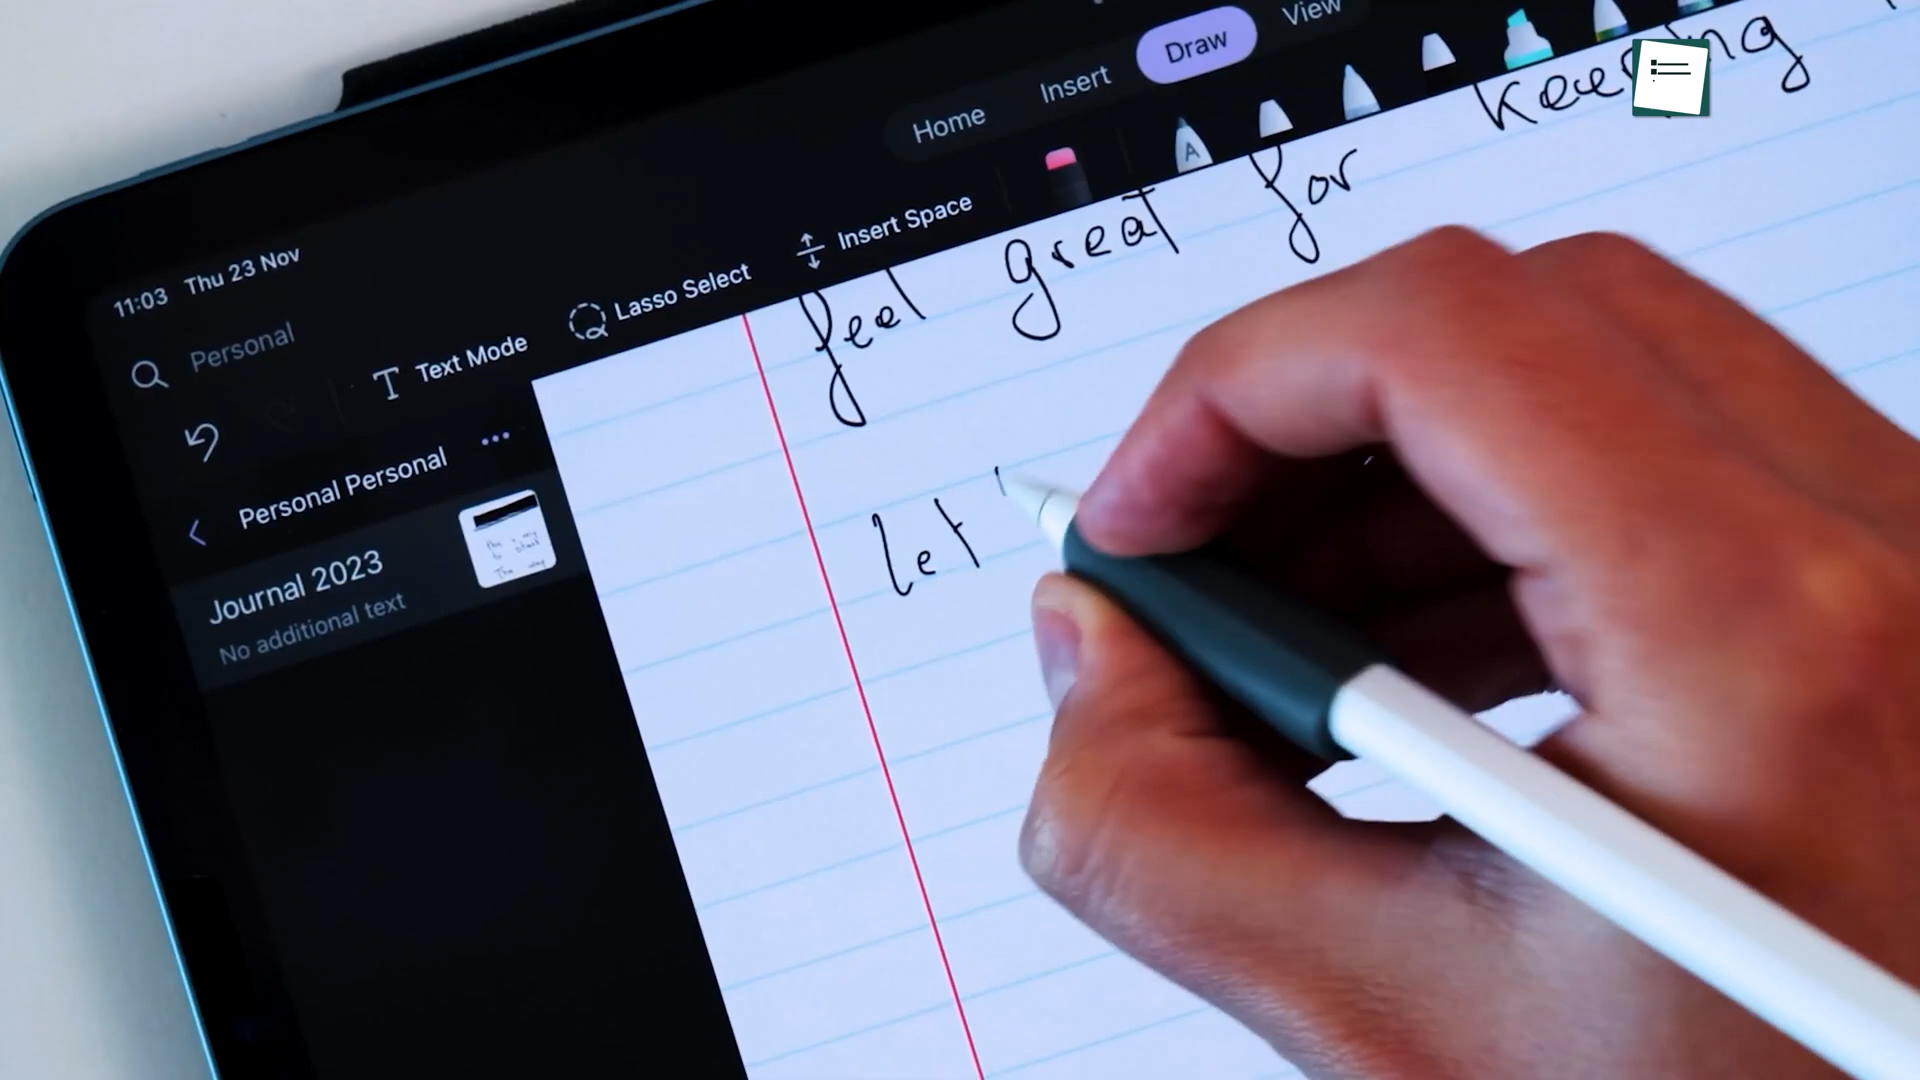 View
Draw
Insert
Home
11:03 Thu 23 Nov
Personal
Text Mode
Lasso Select
Insert Space
A
Personal Personal
Journal 2023
No additional text
feel great for keeping
let